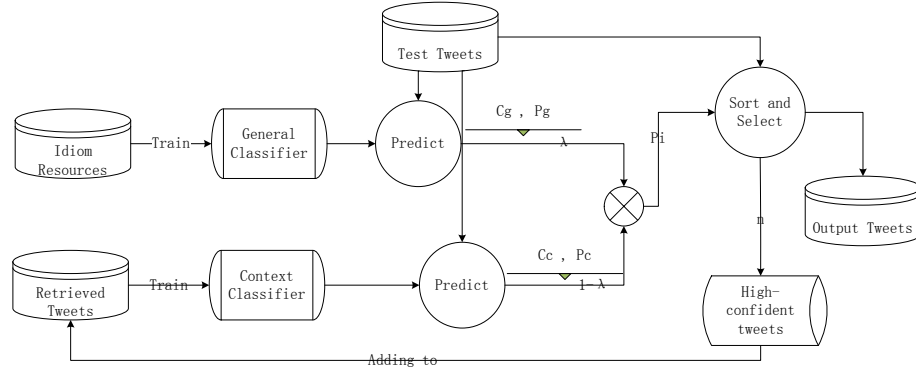 Test Tweets
Idiom
Resources
Train
General
Classifier
Predict
Cg , Pg
λ
Pi
Sort and
Select
Output Tweets
n
Retrieved
Tweets
Train
Context
Classifier
Predict
Cc , Pc
1-λ
High-
confident
tweets
Adding to